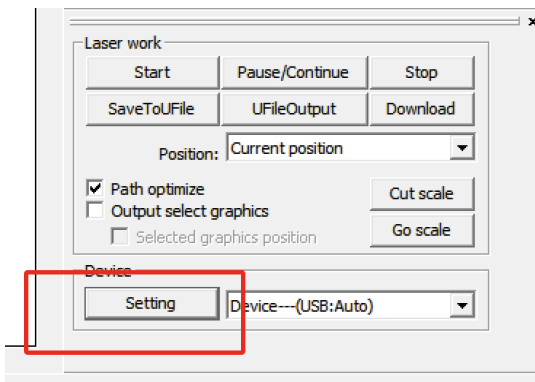 Laser work
Start Pause/Continue Stop
SaveToUFile UFileOutput Download
Position: Current position
Path optimize
Output select graphics
Cut scale
Selected graphics position
Go scale
Device
Setting Device---(USB:Auto)